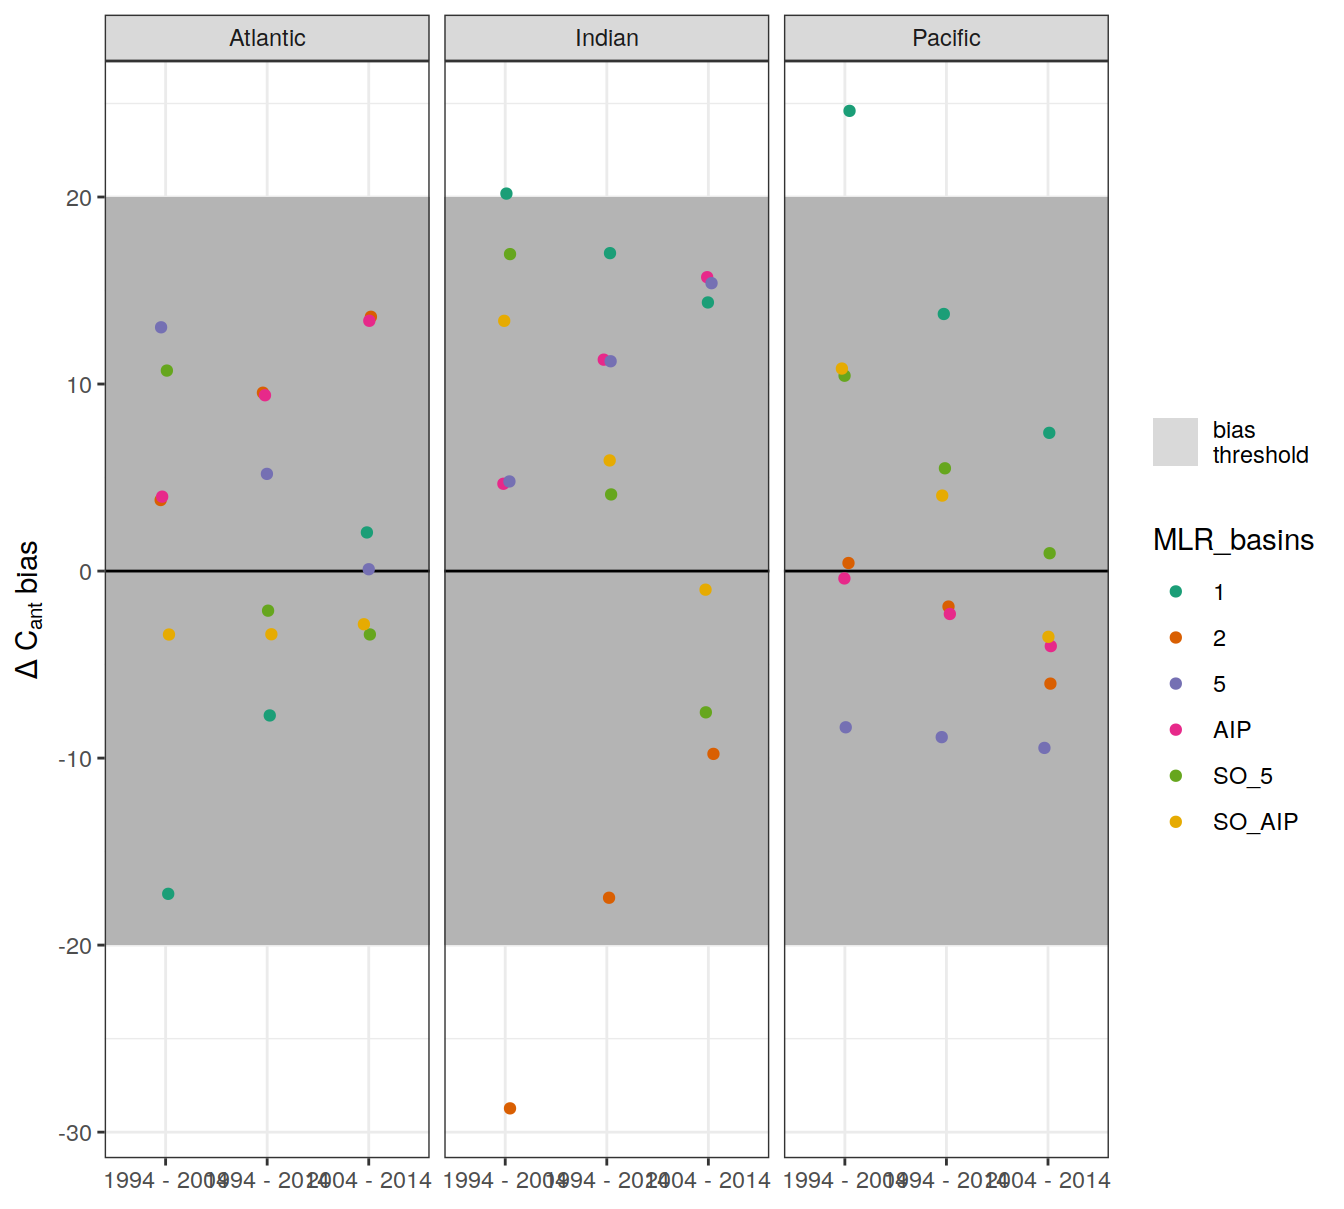 Atlantic Indian Pacific
20
10
0
-10
-20
-30
Δ Cant bias
1994 - 2004 1994 - 2014 2004 - 2014 1994 - 2004 1994 - 2014 2004 - 2014 1994 - 2004 1994 - 2014 2004 - 2014
bias
threshold
MLR_basins
1
2
5
AIP
SO_5
SO_AIP